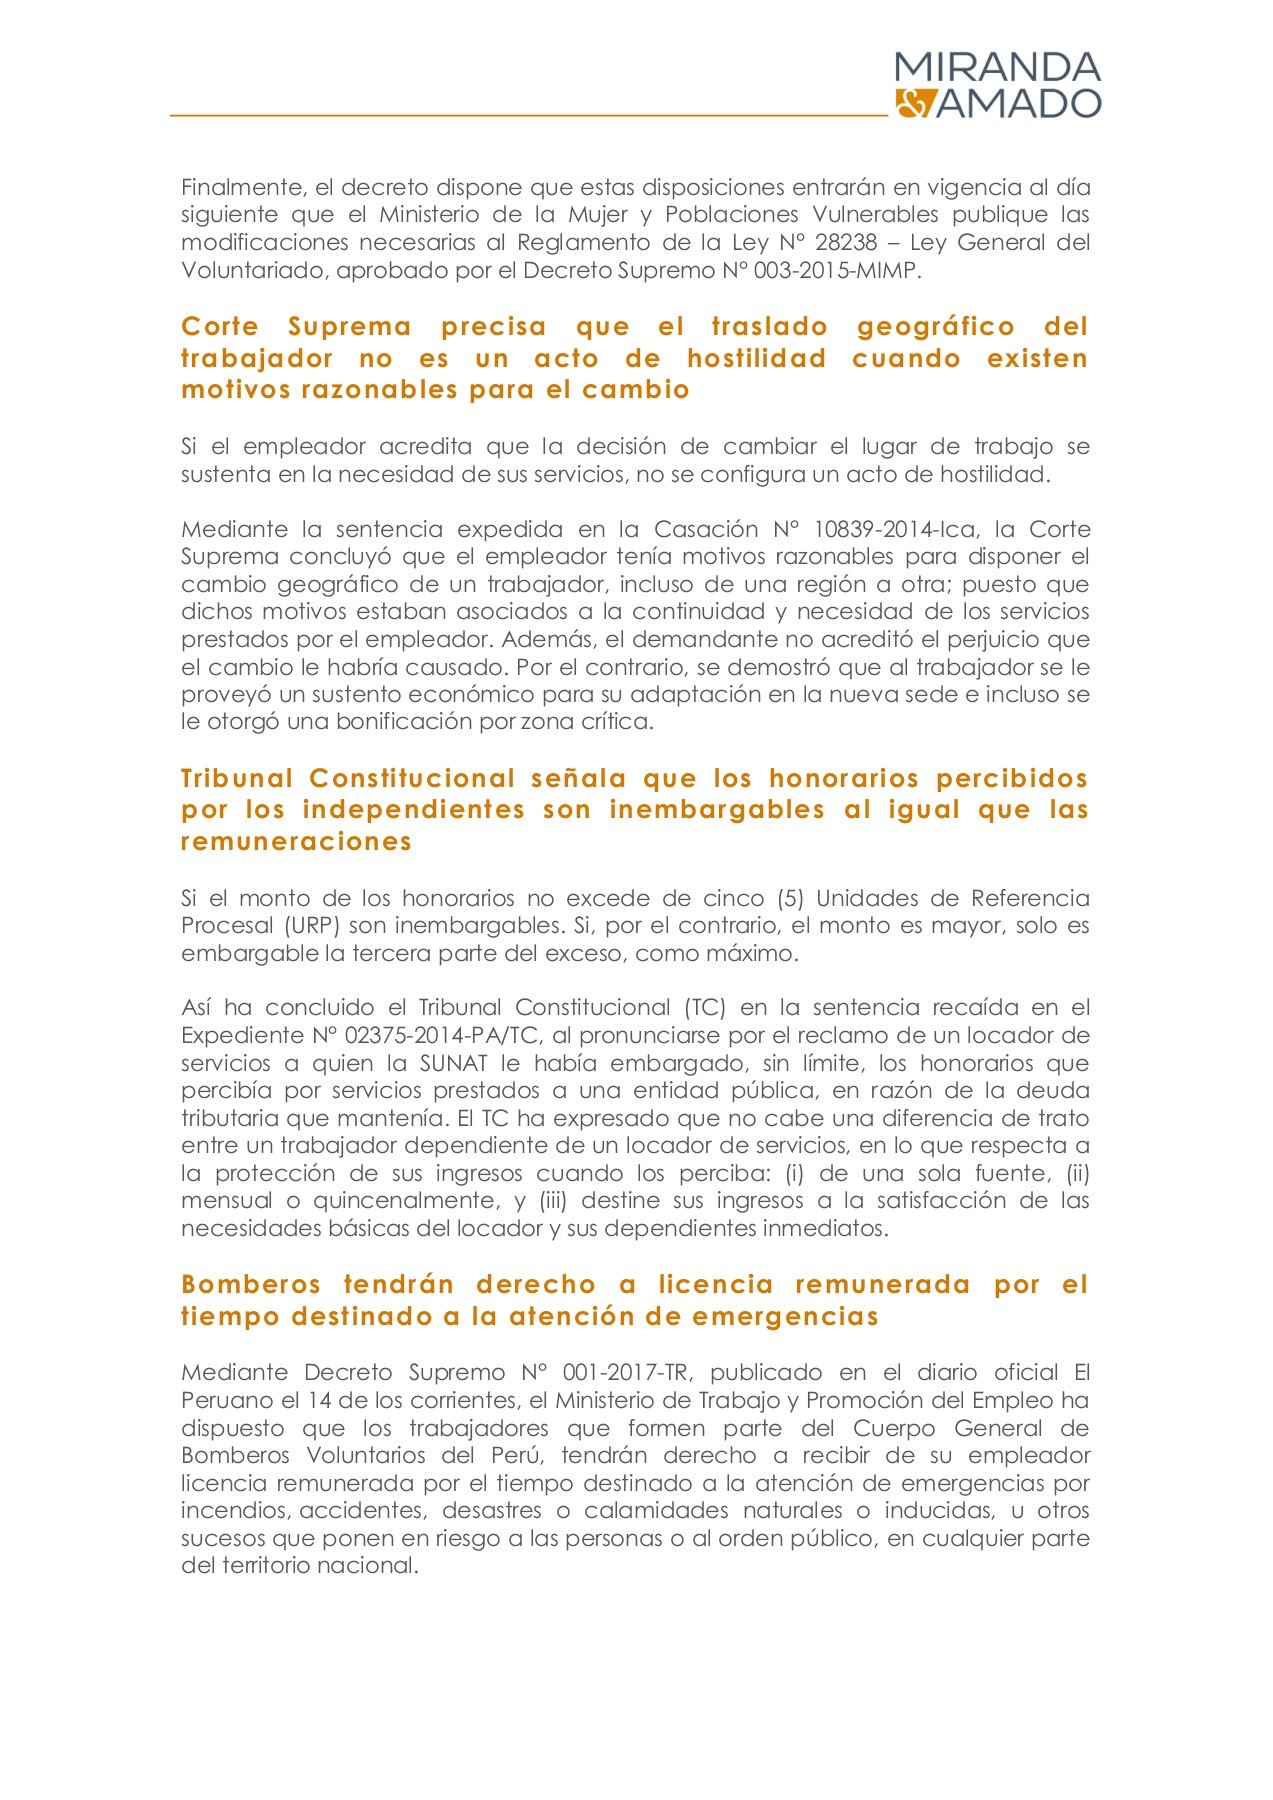 MIRANDA
& AMADO
Finalmente, el decreto dispone que estas disposiciones entrarán en vigencia al día
siguiente que el Ministerio de la Mujer y Poblaciones Vulnerables publique las
modificaciones necesarias al Reglamento de la Ley N° 28238 – Ley General del
Voluntariado, aprobado por el Decreto Supremo N° 003-2015-MIMP.
Corte Suprema precisa que el traslado geográfico del
trabajador no es un acto de hostilidad cuando existen
motivos razonables para el cambio
Si el empleador acredita que la decisión de cambiar el lugar de trabajo se
sustenta en la necesidad de sus servicios, no se configura un acto de hostilidad.
Mediante la sentencia expedida en la Casación N° 10839-2014-Ica, la Corte
Suprema concluyó que el empleador tenía motivos razonables para disponer el
cambio geográfico de un trabajador, incluso de una región a otra; puesto que
dichos motivos estaban asociados a la continuidad y necesidad de los servicios
prestados por el empleador. Además, el demandante no acreditó el perjuicio que
el cambio le habría causado. Por el contrario, se demostró que al trabajador se le
proveyó un sustento económico para su adaptación en la nueva sede e incluso se
le otorgó una bonificación por zona crítica.
Tribunal Constitucional señala que los honorarios percibidos
por los independientes son inembargables al igual que las
remuneraciones
Si el monto de los honorarios no excede de cinco (5) Unidades de Referencia
Procesal (URP) son inembargables. Si, por el contrario, el monto es mayor, solo es
embargable la tercera parte del exceso, como máximo.
Así ha concluido el Tribunal Constitucional (TC) en la sentencia recaída en el
Expediente N° 02375-2014-PA/TC, al pronunciarse por el reclamo de un locador de
servicios a quien la SUNAT le había embargado, sin límite, los honorarios que
percibía por servicios prestados a una entidad pública, en razón de la deuda
tributaria que mantenía. El TC ha expresado que no cabe una diferencia de trato
entre un trabajador dependiente de un locador de servicios, en lo que respecta a
la protección de sus ingresos cuando los perciba: (i) de una sola fuente, (ii)
mensual o quincenalmente, y (iii) destine sus ingresos a la satisfacción de las
necesidades básicas del locador y sus dependientes inmediatos.
Bomberos tendrán derecho a licencia remunerada por el
tiempo destinado a la atención de emergencias
Mediante Decreto Supremo N° 001-2017-TR, publicado en el diario oficial El
Peruano el 14 de los corrientes, el Ministerio de Trabajo y Promoción del Empleo ha
dispuesto que los trabajadores que formen parte del Cuerpo General de
Bomberos Voluntarios del Perú, tendrán derecho a recibir de su empleador
licencia remunerada por el tiempo destinado a la atención de emergencias por
incendios, accidentes, desastres o calamidades naturales o inducidas, u otros
sucesos que ponen en riesgo a las personas o al orden público, en cualquier parte
del territorio nacional.